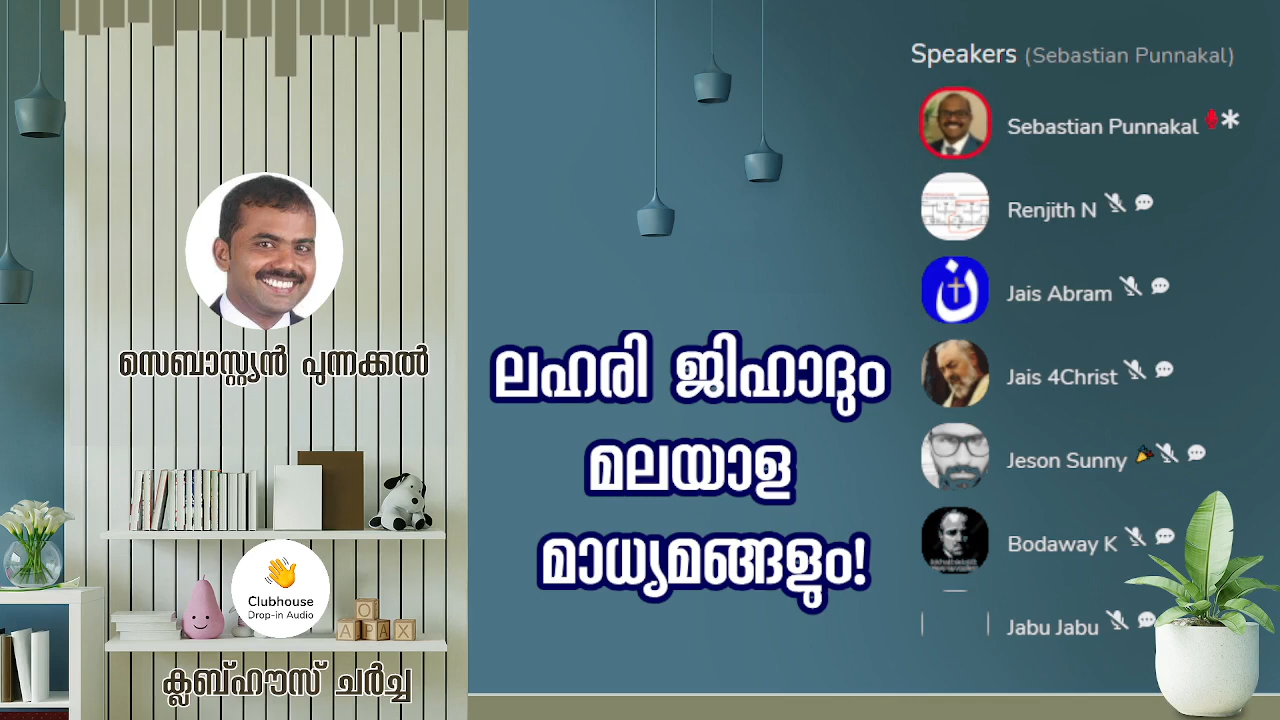 സെബാസ്റ്റ്യൻ പുന്നക്കൽ
Clubhouse
Drop-in Audio
O
A P A X
ക്ലബ്ഹൗസ് ചർച്ച
ലഹരി ജിഹാദും
മലയാള
മാധ്യമങ്ങളും!
Speakers (Sebastian Punnakal)
Sebastian Punnakal
Renjith N
Jais Abram
Jais 4Christ
Jeson Sunny
Bodaway K
Jabu Jabu